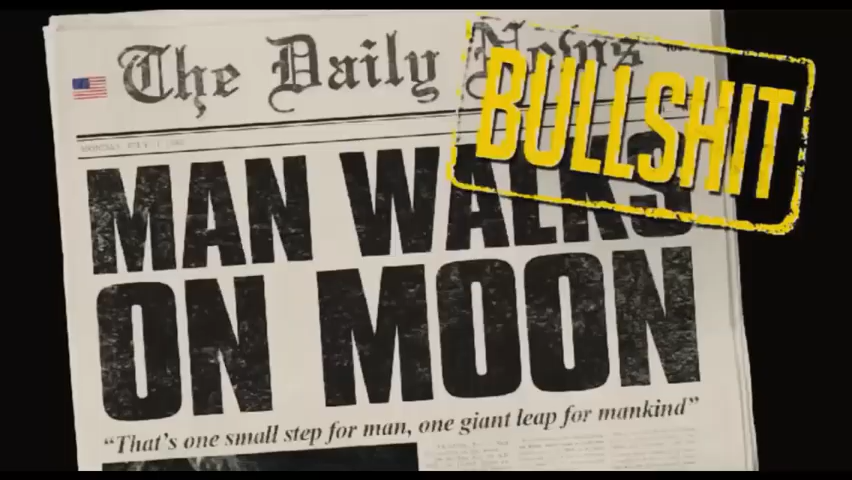 The Daily News
BULLSHIT
MAN WALKS
ON MOON
“That’s one small step for man, one giant leap for mankind”